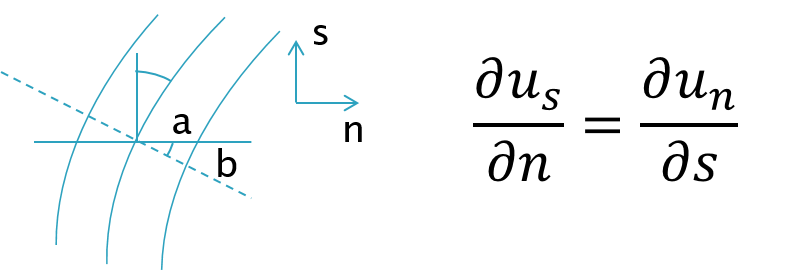 s
n
a
b
∂u_s/∂n = ∂u_n/∂s